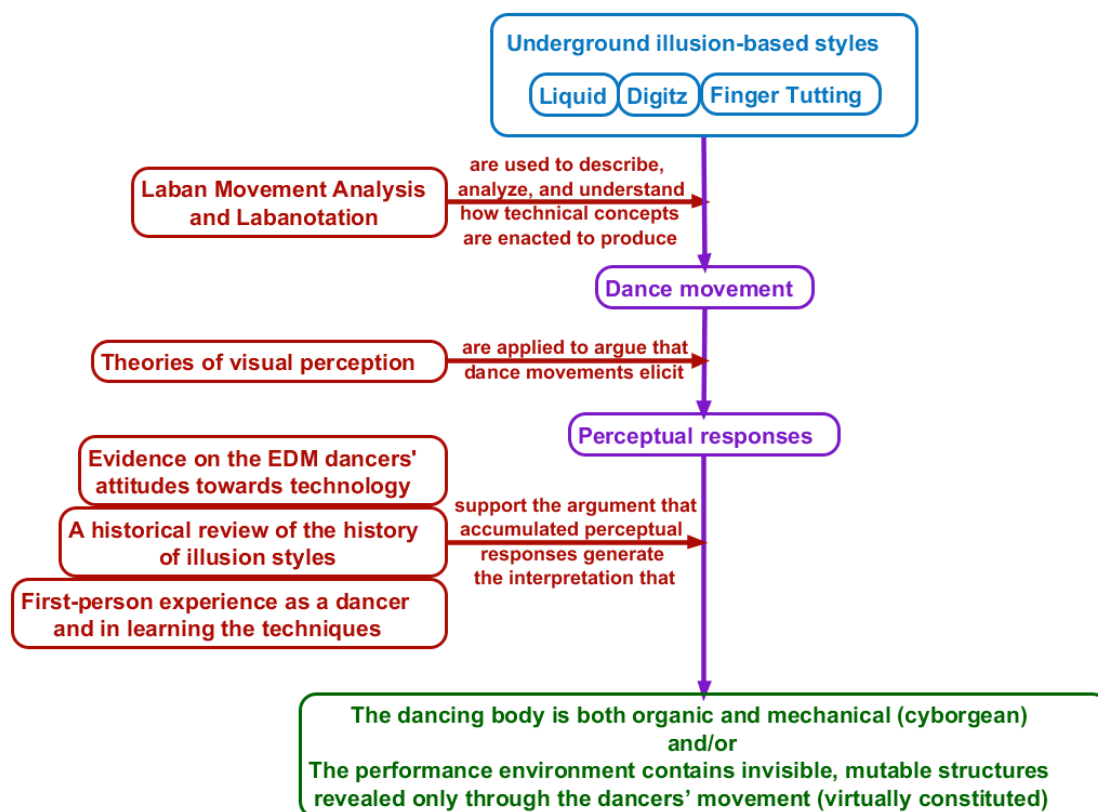 Underground illusion-based styles
Liquid
Digitz
Finger Tutting
Laban Movement Analysis
and Labanotation
are used to describe,
analyze, and understand
how technical concepts
are enacted to produce
Dance movement
Theories of visual perception
are applied to argue that
dance movements elicit
Perceptual responses
Evidence on the EDM dancers'
attitudes towards technology
A historical review of the history
of illusion styles
First-person experience as a dancer
and in learning the techniques
support the argument that
accumulated perceptual
responses generate
the interpretation that
The dancing body is both organic and mechanical (cyborgean)
and/or
The performance environment contains invisible, mutable structures
revealed only through the dancers’ movement (virtually constituted)